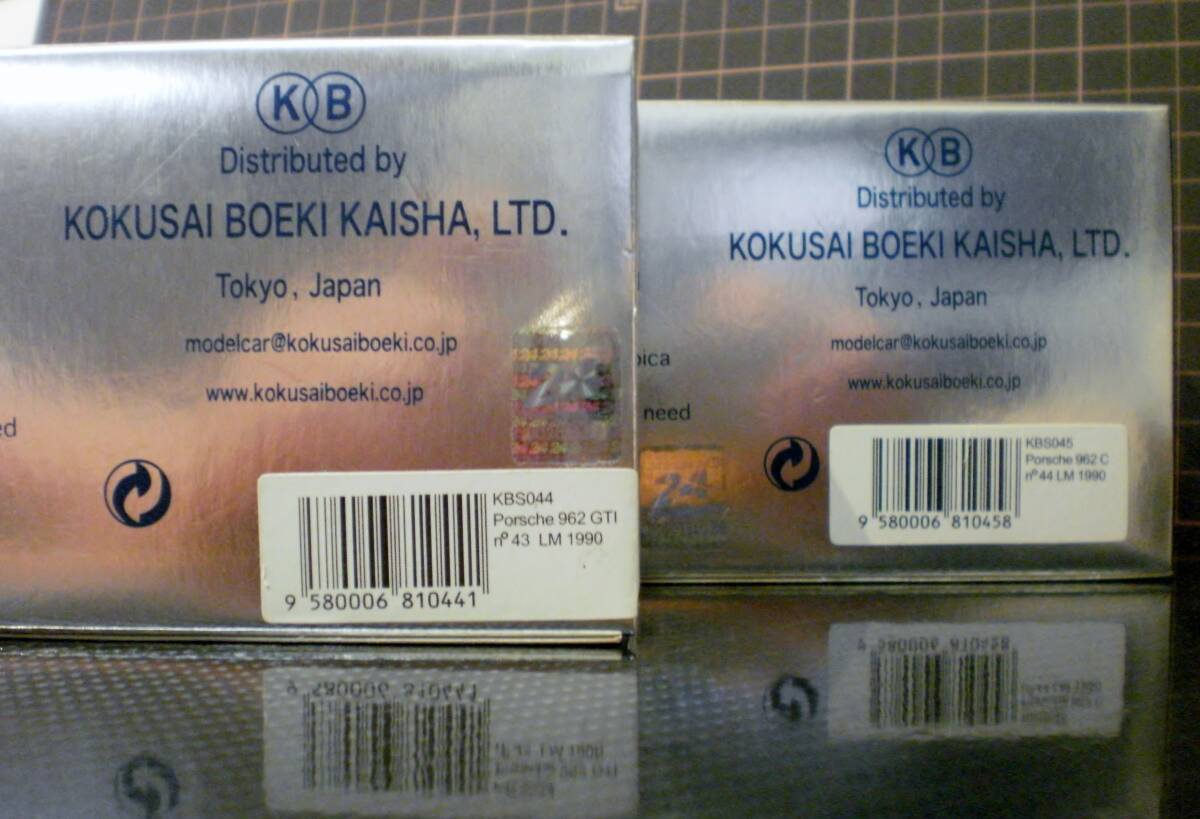 KB
Distributed by
KOKUSAI BOEKI KAISHA, LTD.
Tokyo, Japan
modelcar@kokusaiboeki.co.jp
www.kokusaiboeki.co.jp
ed
KBS044
Porsche 962 GTI
nº 43 LM 1990
9 580006 810441
KB
Distributed by
KOKUSAI BOEKI KAISHA, LTD.
Tokyo, Japan
modelcar@kokusaiboeki.co.jp
www.kokusaiboeki.co.jp
need
24
KBS045
Porsche 962 C
nº 44 LM 1990
9 580006 810458